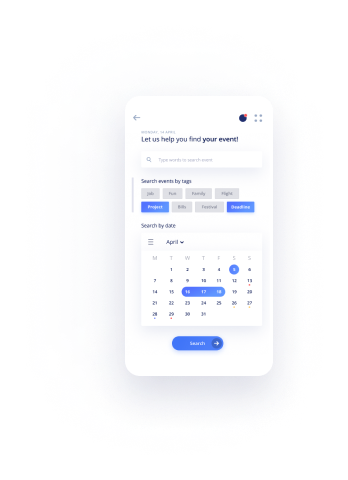 MONDAY, 14 APRIL
Let us help you find your event!
Type words to search event
Search events by tags
Job Fun Family Flight
Project Bills Festival Deadline
Search by date
April
M T W T F S S
1 2 3 4 5 6
7 8 9 10 11 12 13
14 15 16 17 18 19 20
21 22 23 24 25 26 27
28 29 30 31
Search